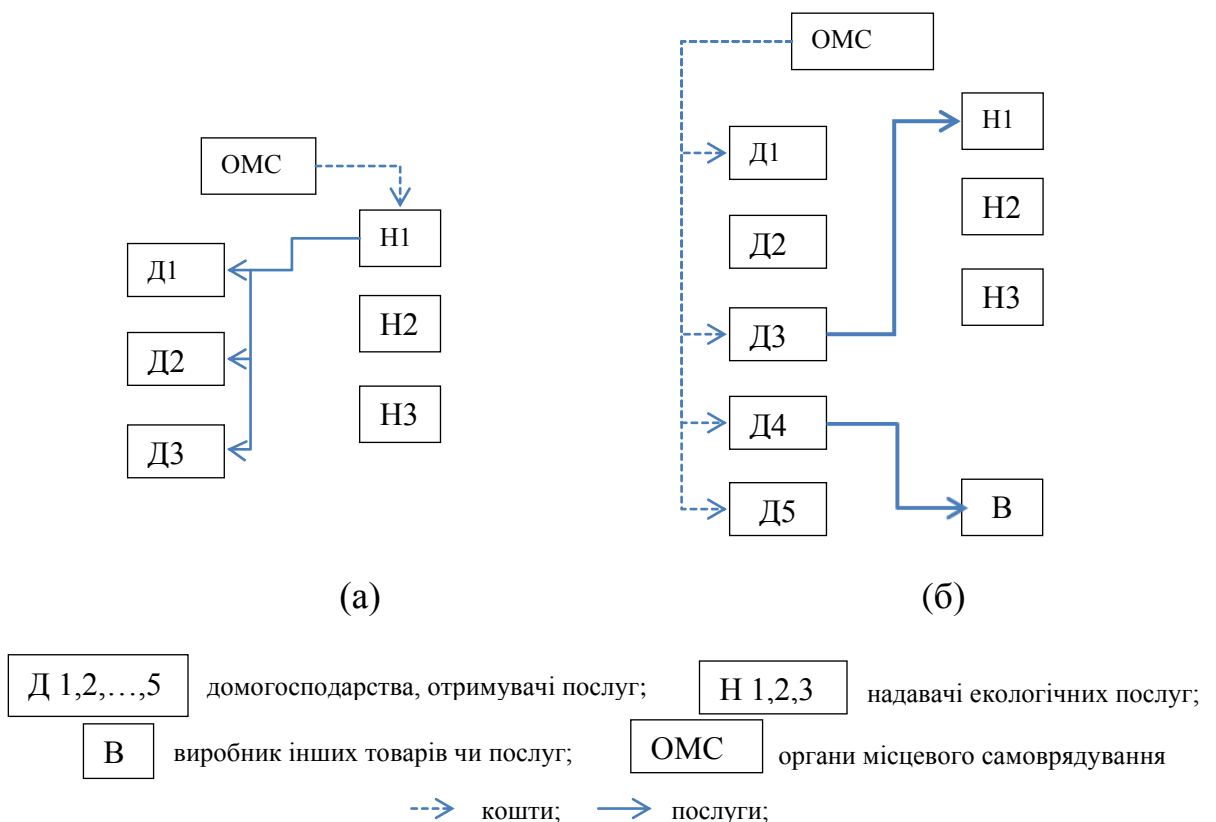 ОМС
Н1
Д1
Н2
Д2
Н3
Д3
(а)
ОМС
Н1
Д1
Н2
Д2
Н3
Д3
Д4
Д5
В
(б)
Д 1,2,…,5 домогосподарства, отримувачі послуг; Н 1,2,3 надавачі екологічних послуг;
В виробник інших товарів чи послуг; ОМС органи місцевого самоврядування
кошти; послуги;